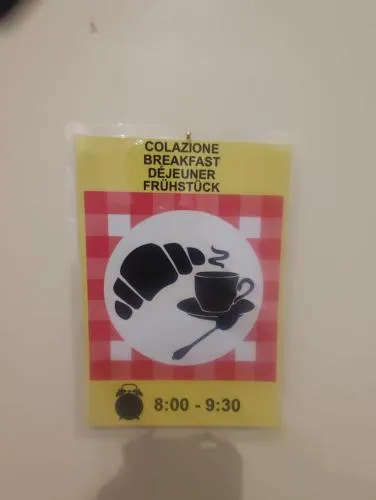 COLAZIONE
BREAKFAST
DÉJEUNER
FRÜHSTÜCK
8:00 - 9:30